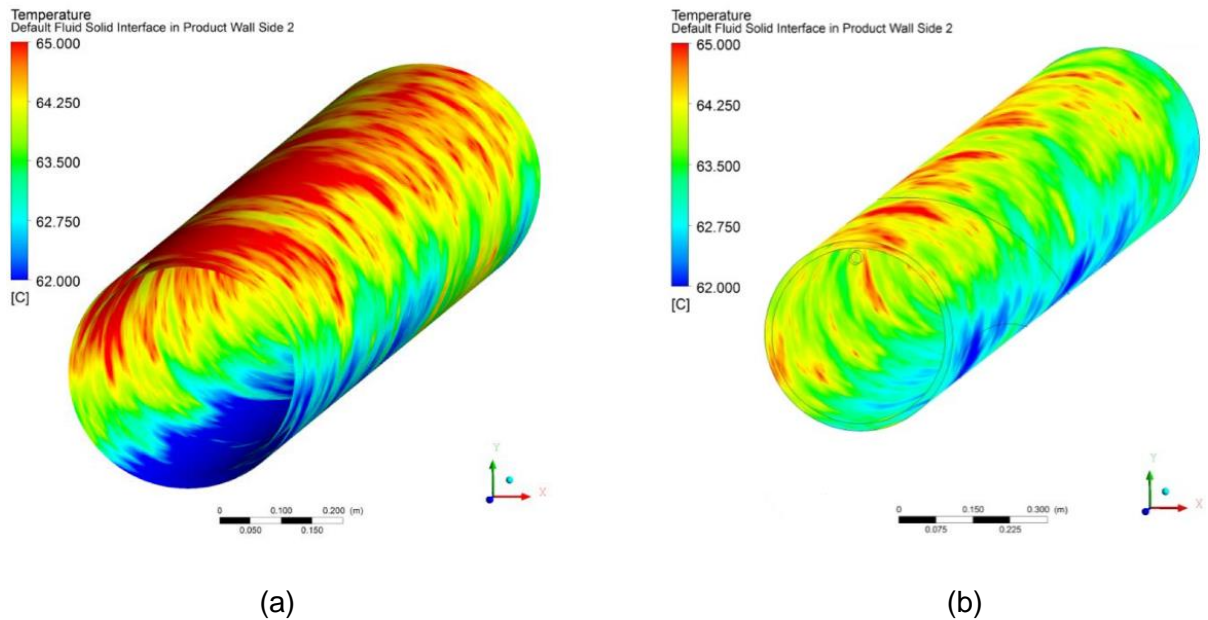 Temperature
Default Fluid Solid Interface in Product Wall Side 2
65.000
64.250
63.500
62.750
62.000
[C]
Y
X
0 0.100 0.200 (m)
0.050 0.150
(a)
Temperature
Default Fluid Solid Interface in Product Wall Side 2
65.000
64.250
63.500
62.750
62.000
[C]
Y
X
0 0.150 0.300 (m)
0.075 0.225
(b)